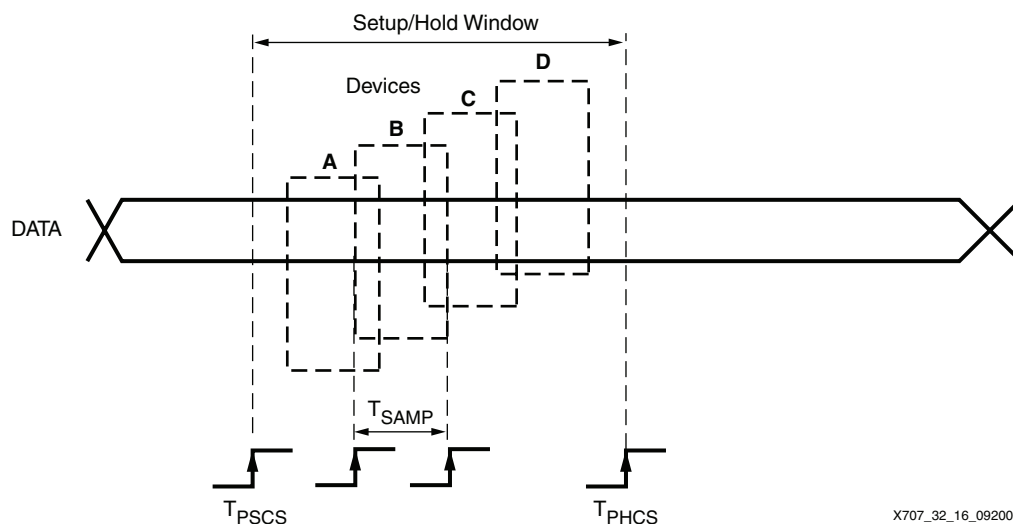 Setup/Hold Window
Devices
D
C
B
A
DATA
TSAMP
TPSCS
TPHCS
X707_32_16_09200